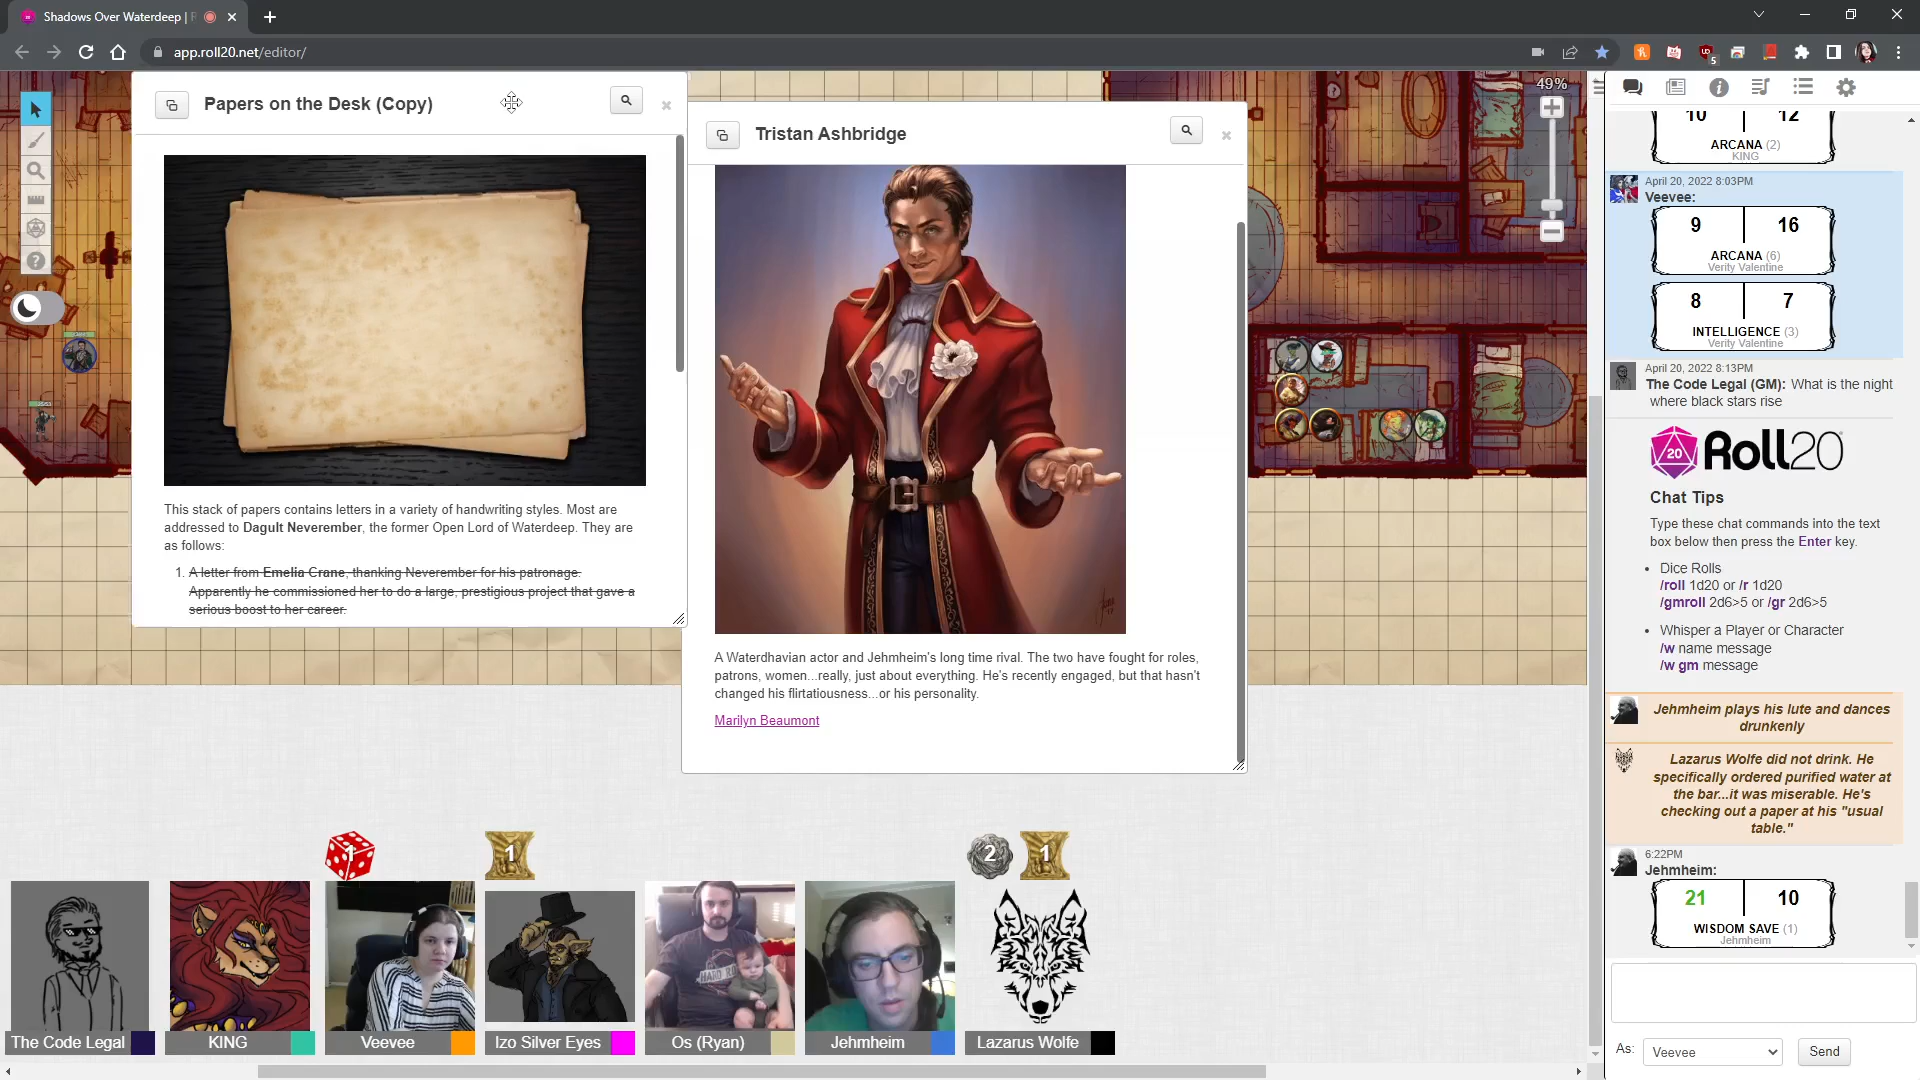 Shadows Over Waterdeep | R
app.roll20.net/editor/
5
Papers on the Desk (Copy)
This stack of papers contains letters in a variety of handwriting styles. Most are
addressed to Dagult Neverember, the former Open Lord of Waterdeep. They are
as follows:
1. A letter from Emelia Crane, thanking Neverember for his patronage.
Apparently he commissioned her to do a large, prestigious project that gave a
serious boost to her career.
Tristan Ashbridge
A Waterdhavian actor and Jehmheim's long time rival. The two have fought for roles,
patrons, women...really, just about everything. He's recently engaged, but that hasn't
changed his flirtatiousness...or his personality.
Marilyn Beaumont
49%
1
1
2
1
The Code Legal
KING
Veevee
Izo Silver Eyes
Os (Ryan)
HARD RO
Jehmheim
Lazarus Wolfe
10 12
ARCANA (2)
KING
April 20, 2022 8:03PM
Veevee:
9 16
ARCANA (6)
Verity Valentine
8 7
INTELLIGENCE (3)
Verity Valentine
April 20, 2022 8:13PM
The Code Legal (GM): What is the night
where black stars rise
20 Roll20
Chat Tips
Type these chat commands into the text
box below then press the Enter key.
• Dice Rolls
/roll 1d20 or /r 1d20
/gmroll 2d6>5 or /gr 2d6>5
• Whisper a Player or Character
/w name message
/w gm message
Jehmheim plays his lute and dances
drunkenly
Lazarus Wolfe did not drink. He
specifically ordered purified water at
the bar...it was miserable. He's
checking out a paper at his "usual
table."
6:22PM
Jehmheim:
21 10
WISDOM SAVE (1)
Jehmheim
As: Veevee Send